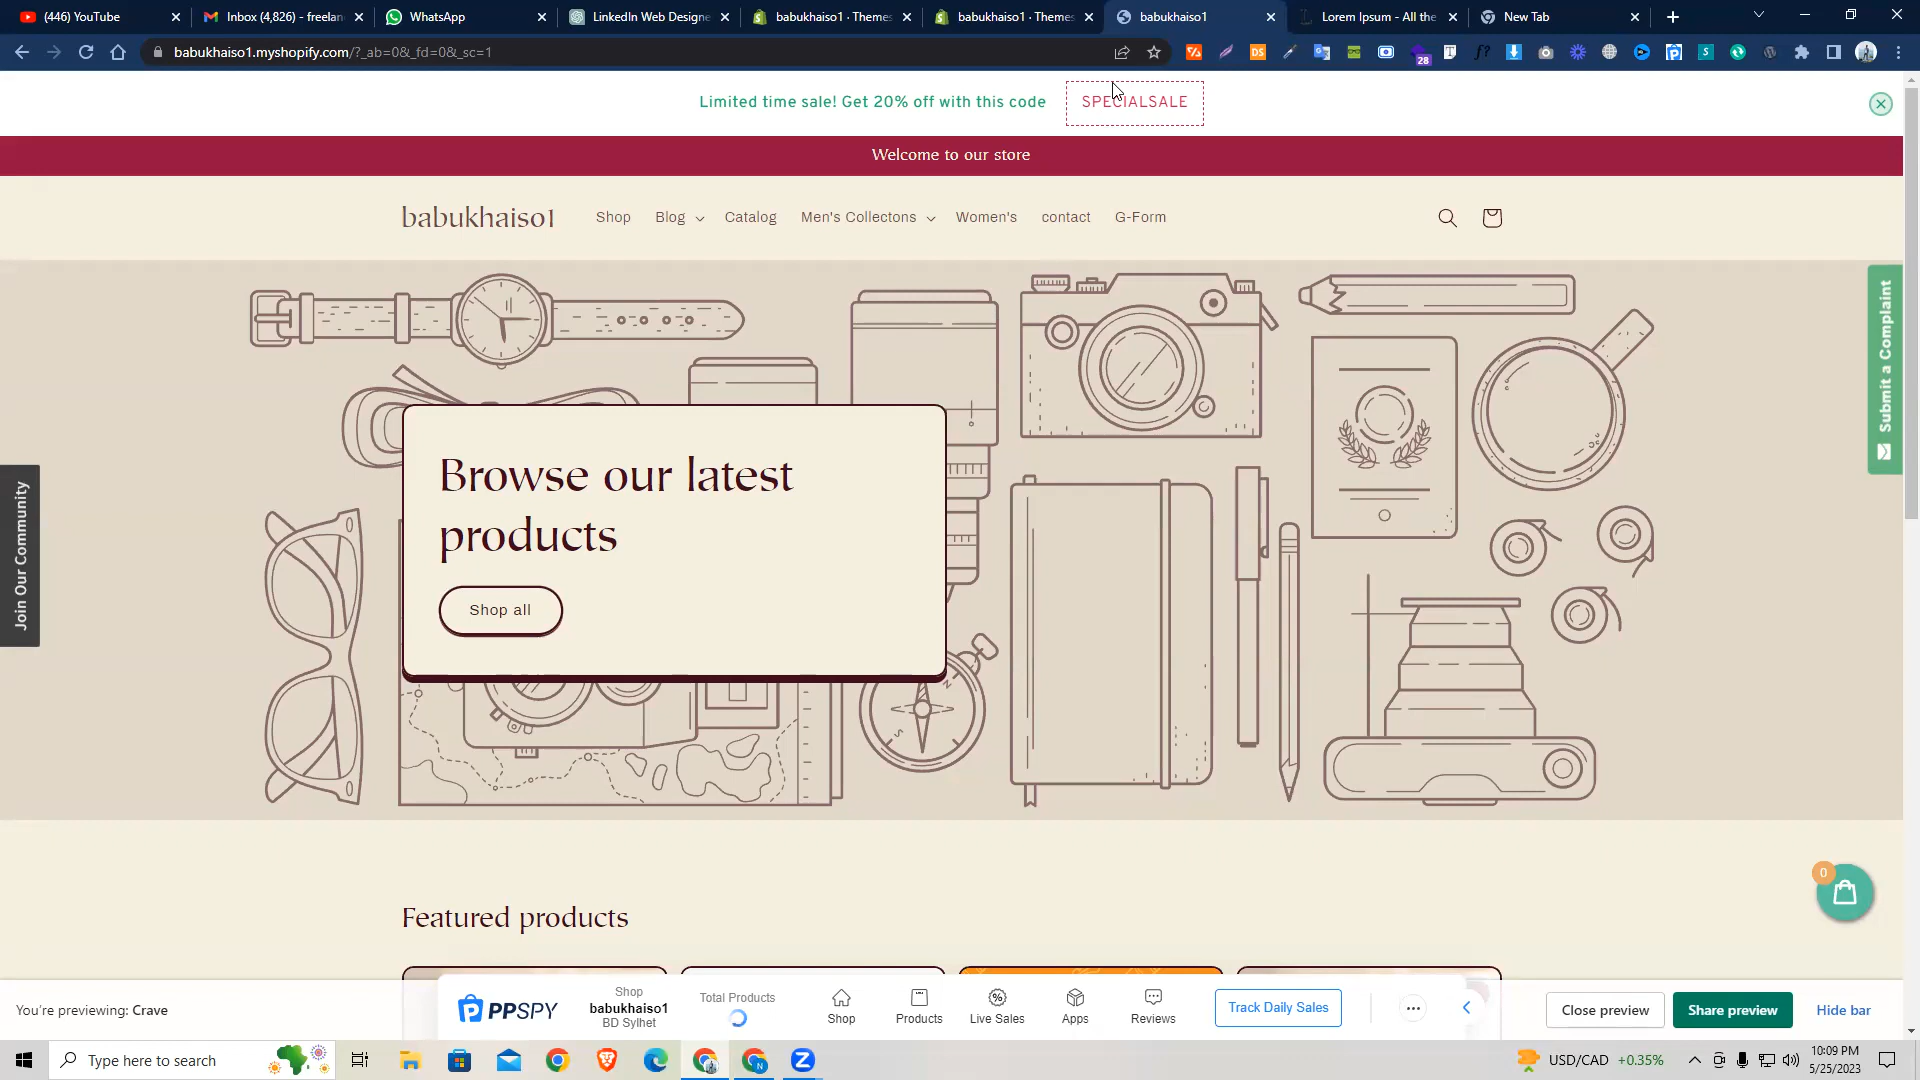 (446) YouTube
Inbox (4,826) - freelan
WhatsApp
LinkedIn Web Designe
babukhaiso1 · Themes
babukhaiso1 · Themes
babukhaiso1
Lorem Ipsum - All the
New Tab
babukhaiso1.myshopify.com/?_ab=0&_fd=0&_sc=1
28
Limited time sale! Get 20% off with this code SPECIALSALE
Welcome to our store
babukhaiso1
Shop Blog Catalog Men's Collectons Women's contact G-Form
Submit a Complaint
Join Our Community
Browse our latest
products
Shop all
0
Featured products
You're previewing: Crave
PPSPY
Shop
babukhaiso1
BD Sylhet
Total Products
Shop
Products
Live Sales
Apps
Reviews
Track Daily Sales
Close preview
Share preview
Hide bar
Type here to search
USD/CAD +0.35%
10:09 PM
5/25/2023